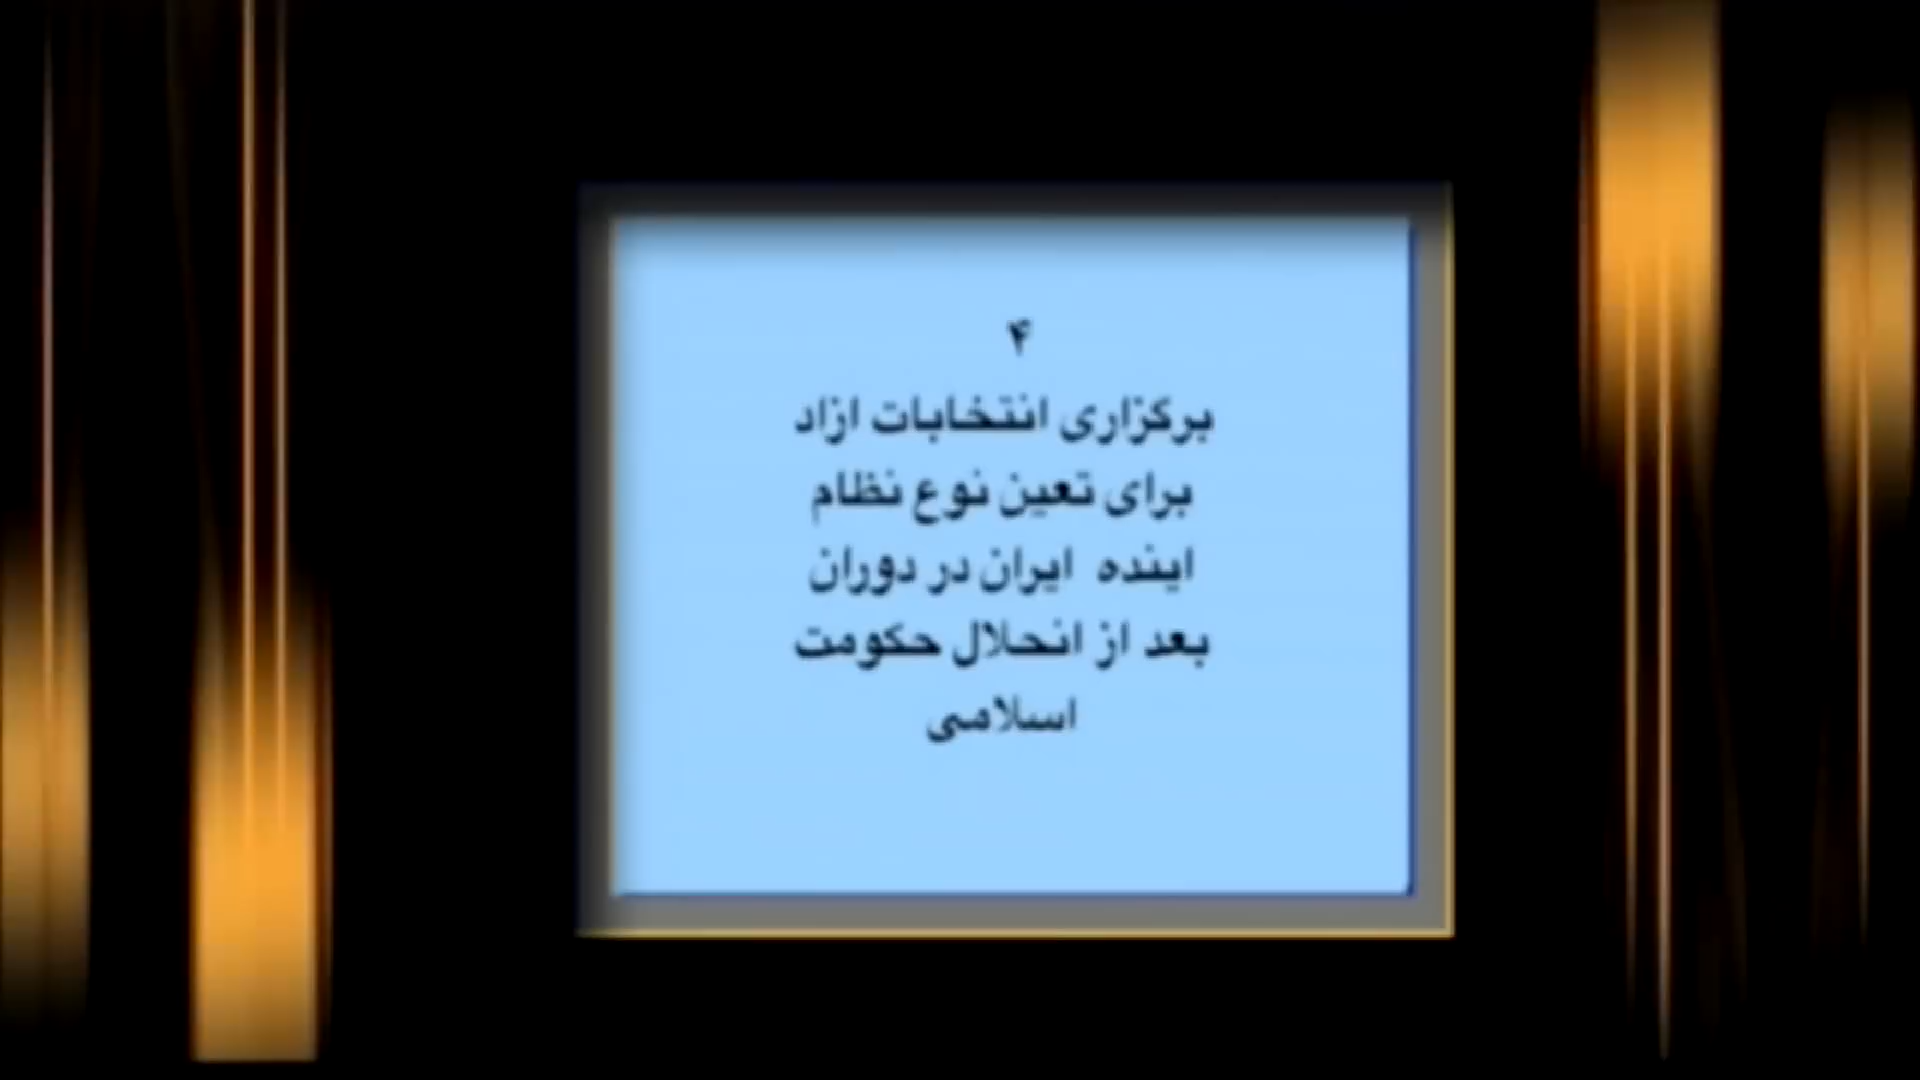 ۴
برگزاری انتخابات ازاد
برای تعین نوع نظام
اینده ایران در دوران
بعد از انحلال حکومت
اسلامی